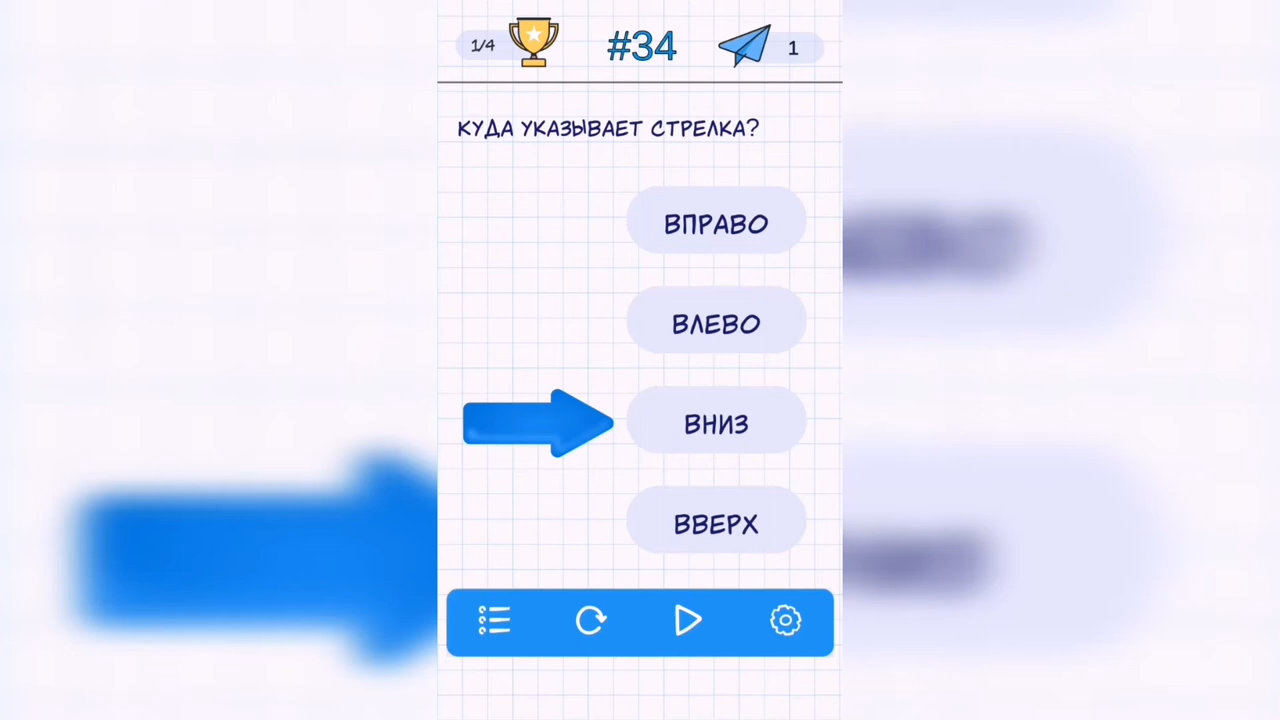 1/4 #34 1
КУДА УКАЗЫВАЕТ СТРЕЛКА?
ВПРАВО
ВЛЕВО
ВНИЗ
ВВЕРХ